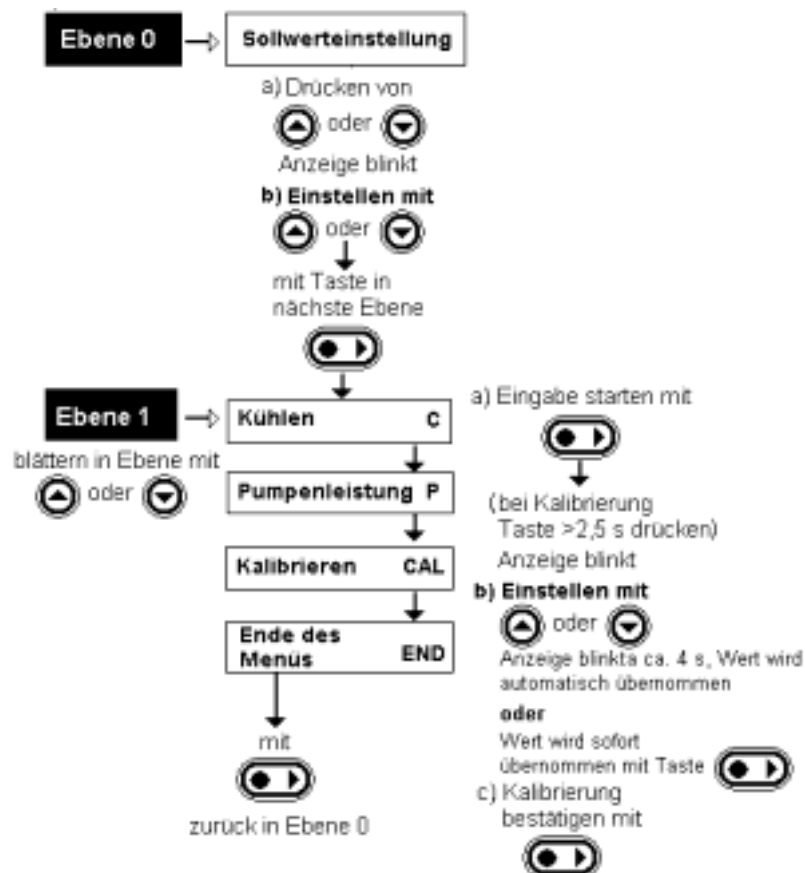 Ebene 0
Sollwerteinstellung
a) Drücken von
oder
Anzeige blinkt
b) Einstellen mit
oder
mit Taste in
nächste Ebene
Ebene 1
blättern in Ebene mit
oder
Kühlen C
Pumpenleistung P
Kalibrieren CAL
Ende des
Menüs END
mit
zurück in Ebene 0
a) Eingabe starten mit
(bei Kalibrierung
Taste >2,5 s drücken)
Anzeige blinkt
b) Einstellen mit
oder
Anzeige blinkta ca. 4 s, Wert wird
automatisch übernommen
oder
Wert wird sofort
übernommen mit Taste
c) Kalibrierung
bestätigen mit